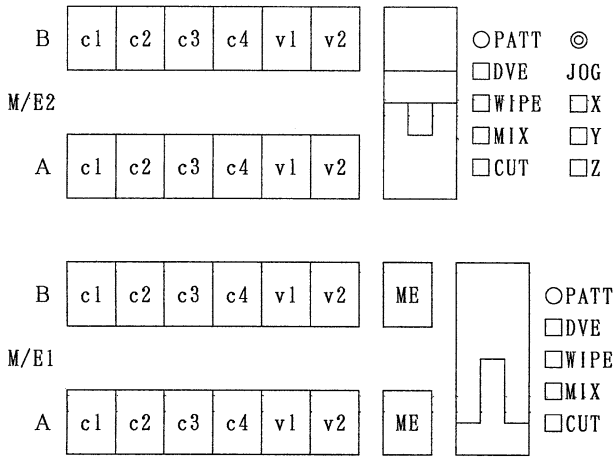 B c1 c2 c3 c4 v1 v2 PATT
DVE JOG
M/E2 WIPE X
MIX Y
A c1 c2 c3 c4 v1 v2 CUT Z
B c1 c2 c3 c4 v1 v2 ME PATT
DVE
M/E1 WIPE
MIX
A c1 c2 c3 c4 v1 v2 ME CUT